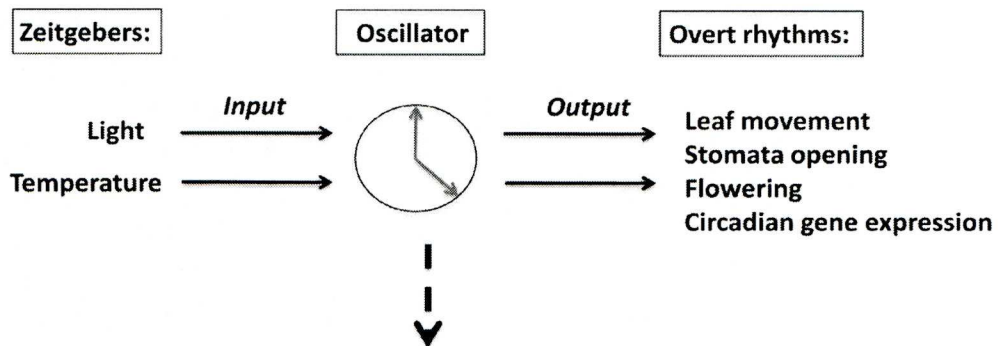 Zeitgebers:
Oscillator
Overt rhythms:
Input
Output
Light
Temperature
Leaf movement
Stomata opening
Flowering
Circadian gene expression